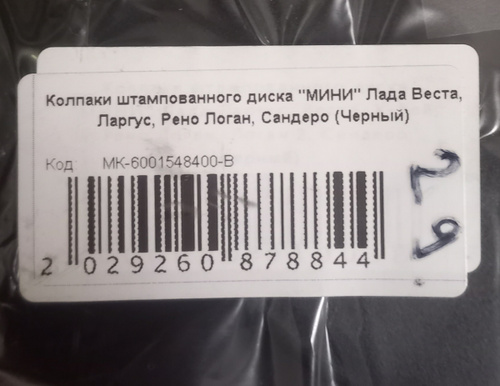 Колпаки штампованного диска "МИНИ" Лада Веста,
Ларгус, Рено Логан, Сандеро (Черный)
Код: МК-6001548400-В
29
2 029260 878844